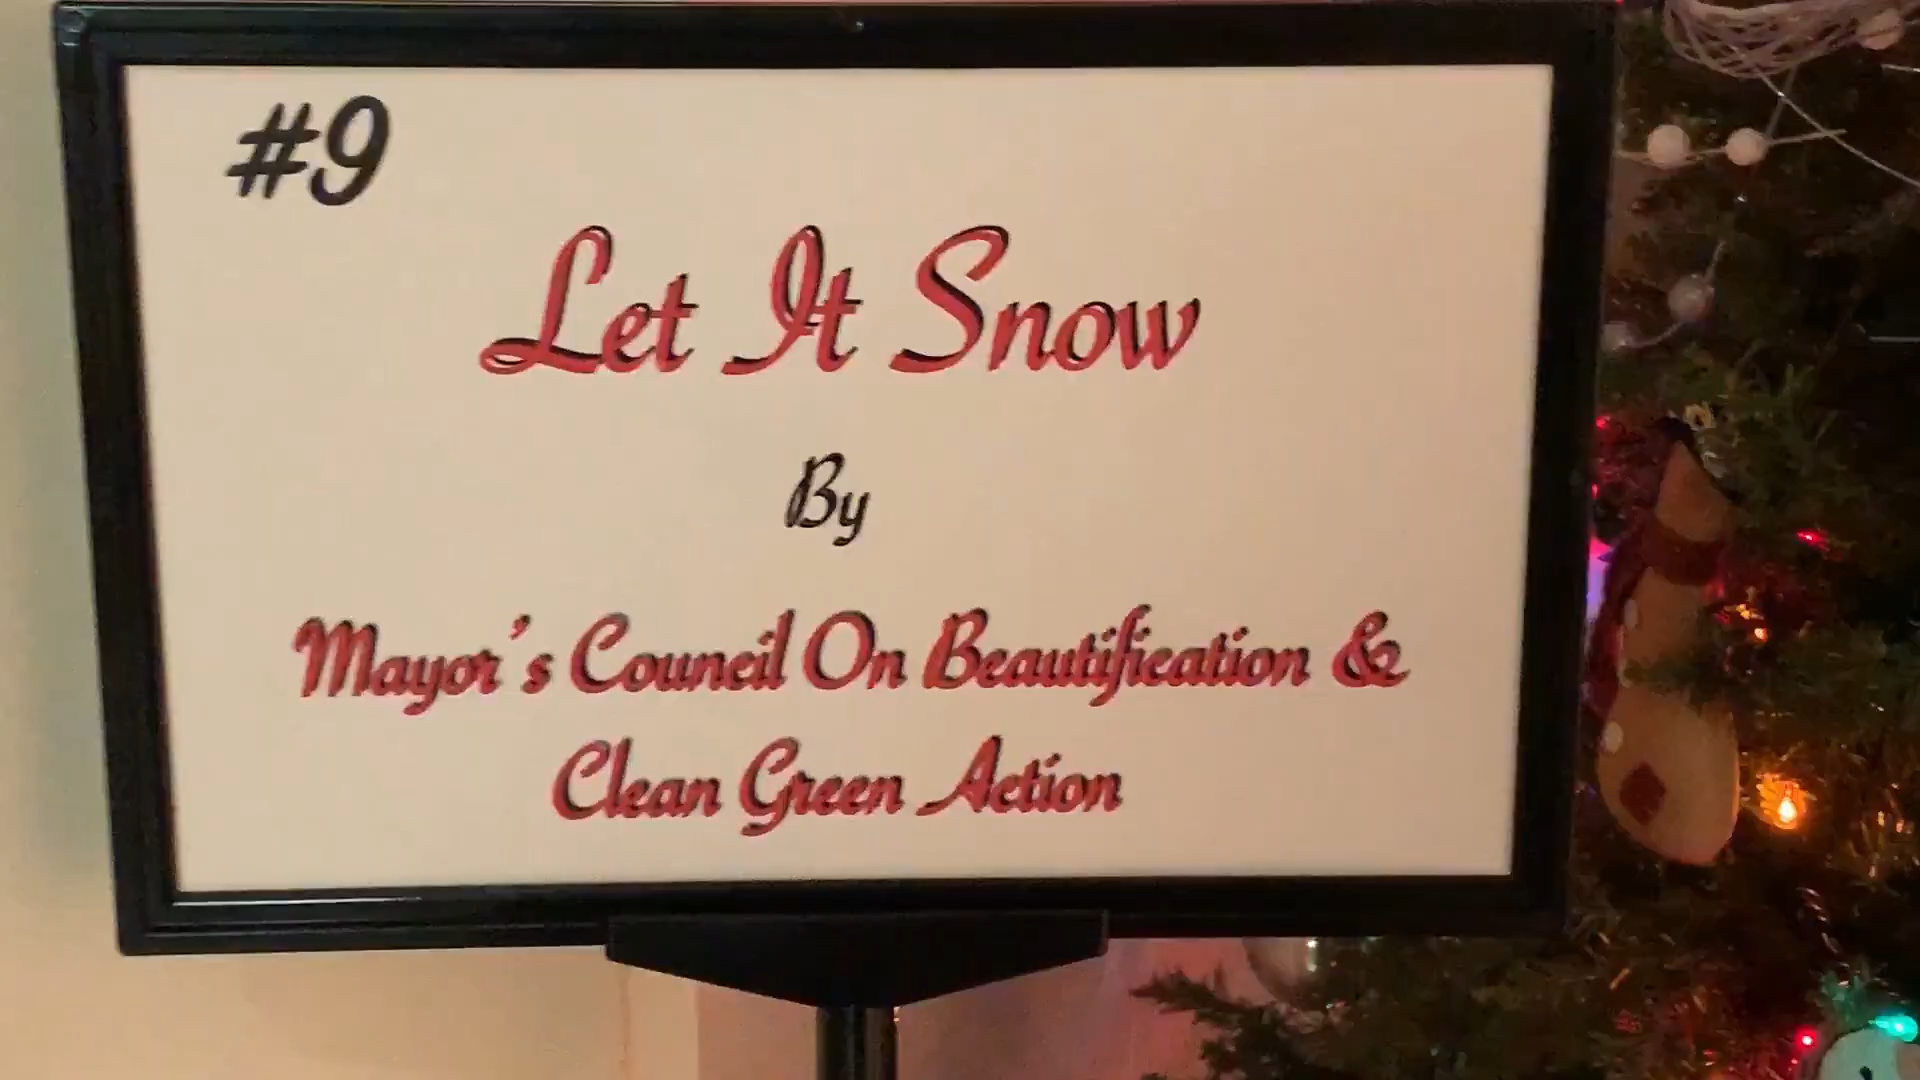 #9
Let It Snow
By
Mayor's Council On Beautification &
Clean Green Action